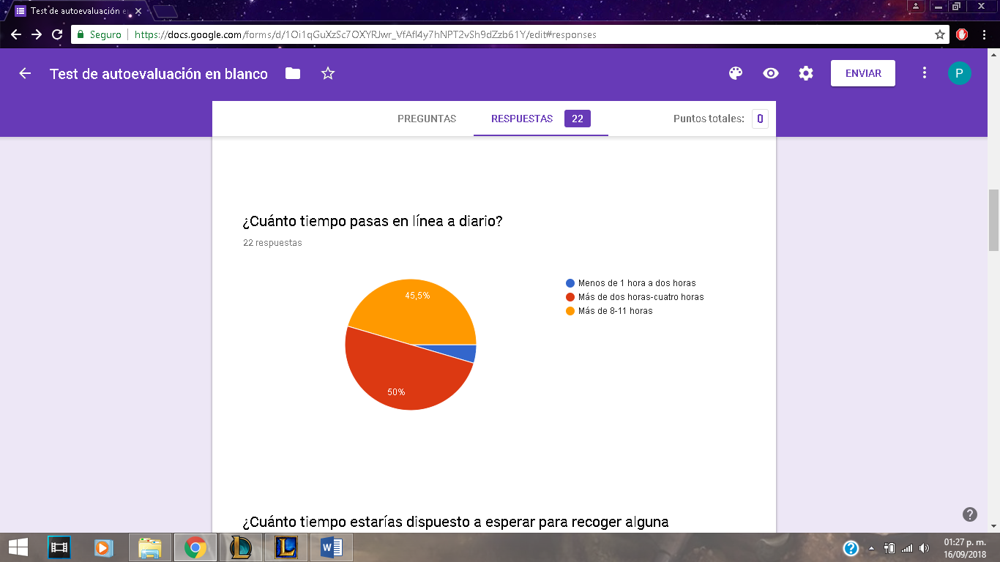 Test de autoevaluación e
Seguro
https://docs.google.com/forms/d/1Oi1qGuXzSc7OXYRJwr_VfAfI4y7hNPT2vSh9dZzb61Y/edit#responses
Test de autoevaluación en blanco
ENVIAR
P
PREGUNTAS
RESPUESTAS 22
Puntos totales: 0
¿Cuánto tiempo pasas en línea a diario?
22 respuestas
45,5%
50%
Menos de 1 hora a dos horas
Más de dos horas-cuatro horas
Más de 8-11 horas
¿Cuánto tiempo estarías dispuesto a esperar para recoger alguna
01:27 p. m.
16/09/2018